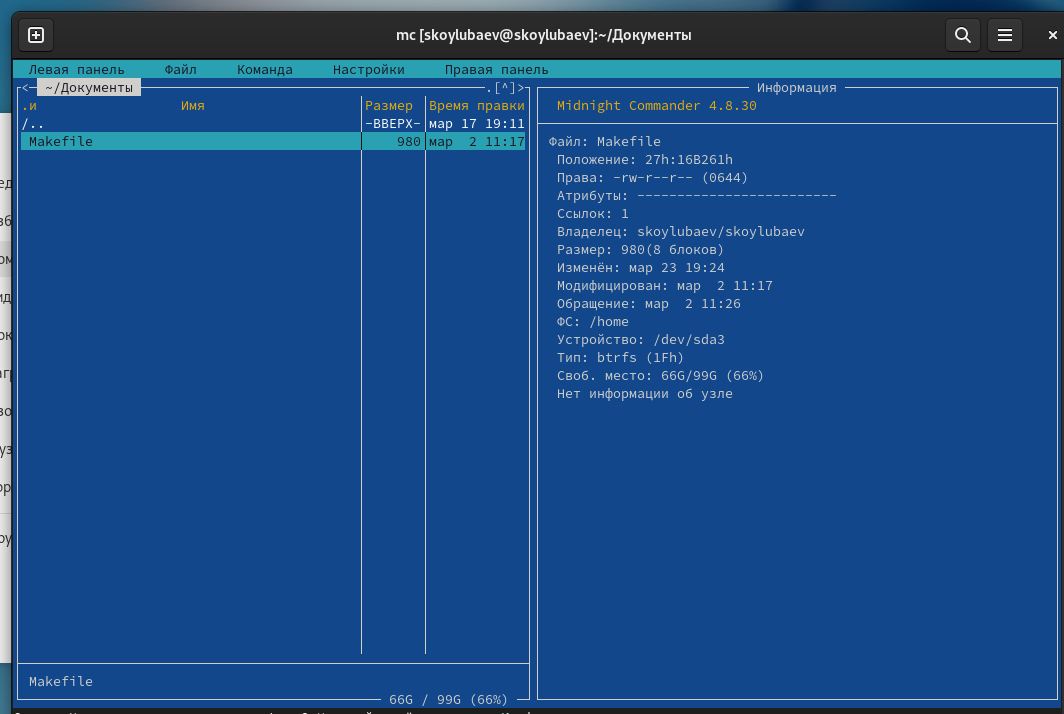 mc [skoylubaev@skoylubaev]:~/Документы
Левая панель Файл Команда Настройки Правая панель
<─ ~/Документы .[^]>
.и Имя Размер Время правки
/.. -ВВЕРХ- мар 17 19:11
Makefile 980 мар 2 11:17
Makefile
66G / 99G (66%)
Информация
Midnight Commander 4.8.30
Файл: Makefile
Положение: 27h:16B261h
Права: -rw-r--r-- (0644)
Атрибуты: -------------------------
Ссылок: 1
Владелец: skoylubaev/skoylubaev
Размер: 980(8 блоков)
Изменён: мар 23 19:24
Модифицирован: мар 2 11:17
Обращение: мар 2 11:26
ФС: /home
Устройство: /dev/sda3
Тип: btrfs (1Fh)
Своб. место: 66G/99G (66%)
Нет информации об узле